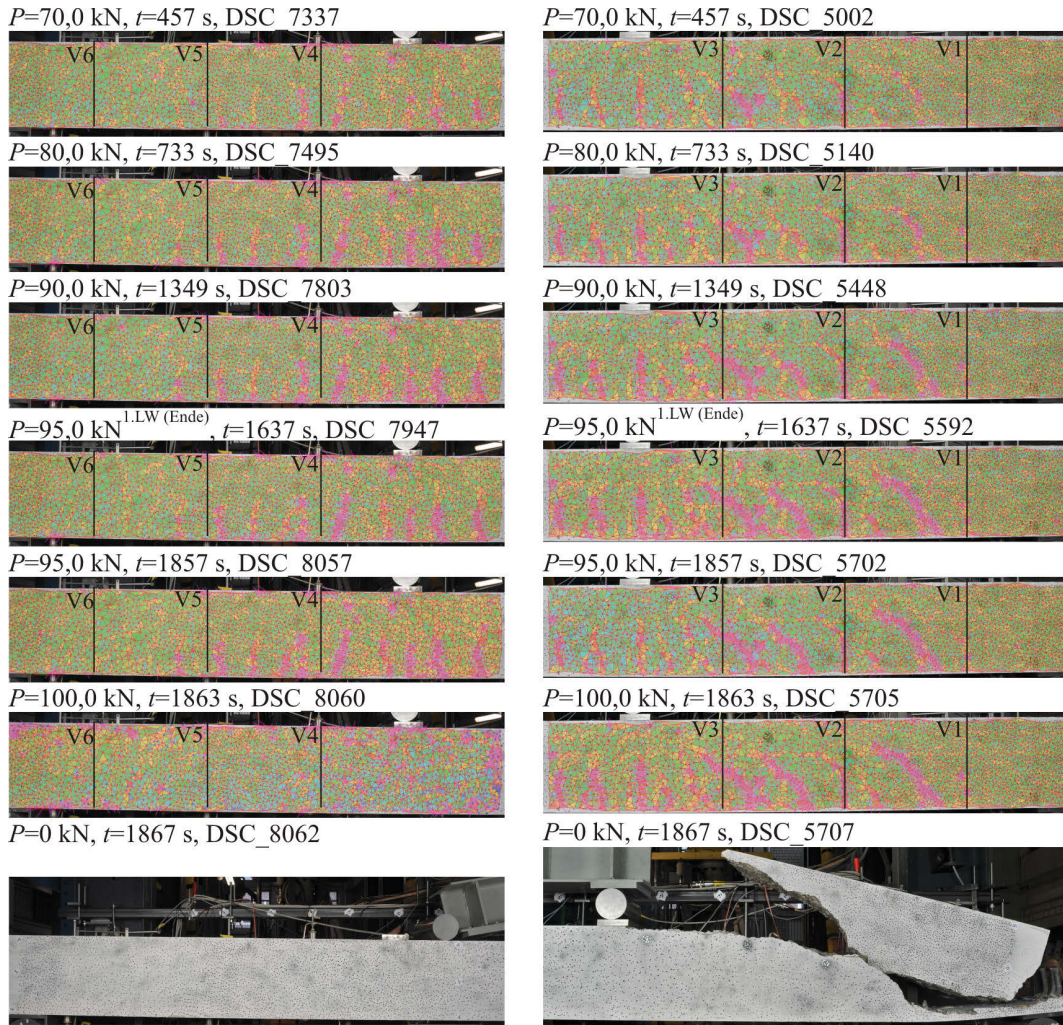 P=70,0 kN, t=457 s, DSC_7337
V6 V5 V4
P=80,0 kN, t=733 s, DSC_7495
V6 V5 V4
P=90,0 kN, t=1349 s, DSC_7803
V6 V5 V4
P=95,0 kN1.LW (Ende), t=1637 s, DSC_7947
V6 V5 V4
P=95,0 kN, t=1857 s, DSC_8057
V6 V5 V4
P=100,0 kN, t=1863 s, DSC_8060
V6 V5 V4
P=0 kN, t=1867 s, DSC_8062
P=70,0 kN, t=457 s, DSC_5002
V3 V2 V1
P=80,0 kN, t=733 s, DSC_5140
V3 V2 V1
P=90,0 kN, t=1349 s, DSC_5448
V3 V2 V1
P=95,0 kN1.LW (Ende), t=1637 s, DSC_5592
V3 V2 V1
P=95,0 kN, t=1857 s, DSC_5702
V3 V2 V1
P=100,0 kN, t=1863 s, DSC_5705
V3 V2 V1
P=0 kN, t=1867 s, DSC_5707